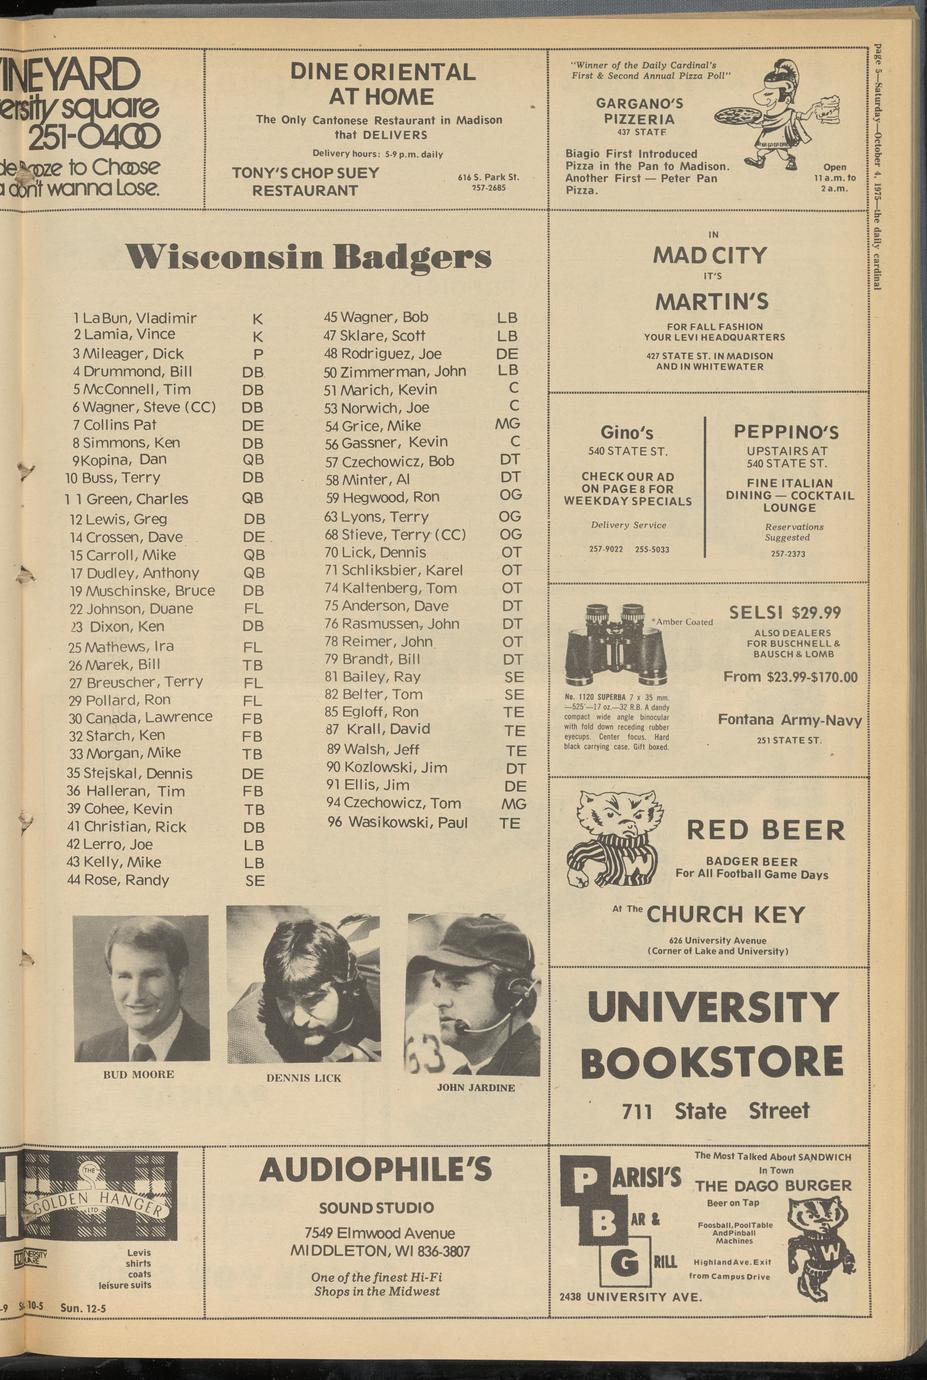 INEYARD
ersity square
251-0400
to Choose
don't wanna Lose.
DINE ORIENTAL
AT HOME
The Only Cantonese Restaurant in Madison
that DELIVERS
Delivery hours: 5-9 p.m. daily
TONY'S CHOP SUEY
RESTAURANT
616 S. Park St.
257-2685
"Winner of the Daily Cardinal's
First & Second Annual Pizza Poll"
GARGANO'S
PIZZERIA
437 STATE
Biagio First Introduced
Pizza in the Pan to Madison.
Another First — Peter Pan
Pizza.
Open
11 a.m. to
2 a.m.
page 5—Saturday—October 4, 1975—the daily cardinal
Wisconsin Badgers
1 LaBun, Vladimir K
2 Lamia, Vince K
3 Mileager, Dick P
4 Drummond, Bill DB
5 McConnell, Tim DB
6 Wagner, Steve (CC) DB
7 Collins Pat DE
8 Simmons, Ken DB
9 Kopina, Dan QB
10 Buss, Terry DB
1 1 Green, Charles QB
12 Lewis, Greg DB
14 Crossen, Dave DE
15 Carroll, Mike QB
17 Dudley, Anthony QB
19 Muschinske, Bruce DB
22 Johnson, Duane FL
23 Dixon, Ken DB
25 Mathews, Ira FL
26 Marek, Bill TB
27 Breuscher, Terry FL
29 Pollard, Ron FL
30 Canada, Lawrence FB
32 Starch, Ken FB
33 Morgan, Mike TB
35 Stejskal, Dennis DE
36 Halleran, Tim FB
39 Cohee, Kevin TB
41 Christian, Rick DB
42 Lerro, Joe LB
43 Kelly, Mike LB
44 Rose, Randy SE
45 Wagner, Bob LB
47 Sklare, Scott LB
48 Rodriguez, Joe DE
50 Zimmerman, John LB
51 Marich, Kevin C
53 Norwich, Joe C
54 Grice, Mike MG
56 Gassner, Kevin C
57 Czechowicz, Bob DT
58 Minter, Al DT
59 Hegwood, Ron OG
63 Lyons, Terry OG
68 Stieve, Terry (CC) OG
70 Lick, Dennis OT
71 Schliksbier, Karel OT
74 Kaltenberg, Tom OT
75 Anderson, Dave DT
76 Rasmussen, John DT
78 Reimer, John OT
79 Brandt, Bill DT
81 Bailey, Ray SE
82 Belter, Tom SE
85 Egloff, Ron TE
87 Krall, David TE
89 Walsh, Jeff TE
90 Kozlowski, Jim DT
91 Ellis, Jim DE
94 Czechowicz, Tom MG
96 Wasikowski, Paul TE
BUD MOORE
DENNIS LICK
63
JOHN JARDINE
IN
MAD CITY
IT'S
MARTIN'S
FOR FALL FASHION
YOUR LEVI HEADQUARTERS
427 STATE ST. IN MADISON
AND IN WHITEWATER
Gino's
540 STATE ST.
CHECK OUR AD
ON PAGE 8 FOR
WEEKDAY SPECIALS
Delivery Service
257-9022 255-5033
PEPPINO'S
UPSTAIRS AT
540 STATE ST.
FINE ITALIAN
DINING — COCKTAIL
LOUNGE
Reservations
Suggested
257-2373
*Amber Coated
No. 1120 SUPERBA 7 x 35 mm.
—525'—17 oz.—32 R.B. A dandy
compact wide angle binocular
with fold down receding rubber
eyecups. Center focus. Hard
black carrying case. Gift boxed.
SELSI $29.99
ALSO DEALERS
FOR BUSCHNELL &
BAUSCH & LOMB
From $23.99-$170.00
Fontana Army-Navy
251 STATE ST.
W
RED BEER
BADGER BEER
For All Football Game Days
At The CHURCH KEY
626 University Avenue
(Corner of Lake and University)
UNIVERSITY
BOOKSTORE
711 State Street
THE
GOLDEN HANGER
LTD
Levis
shirts
coats
leisure suits
-9 10-5 Sun. 12-5
AUDIOPHILE'S
SOUND STUDIO
7549 Elmwood Avenue
MIDDLETON, WI 836-3807
One of the finest Hi-Fi
Shops in the Midwest
PARISI'S
BAR &
GRILL
The Most Talked About SANDWICH
In Town
THE DAGO BURGER
Beer on Tap
Foosball, Pool Table
And Pinball
Machines
Highland Ave. Exit
from Campus Drive
W
2438 UNIVERSITY AVE.